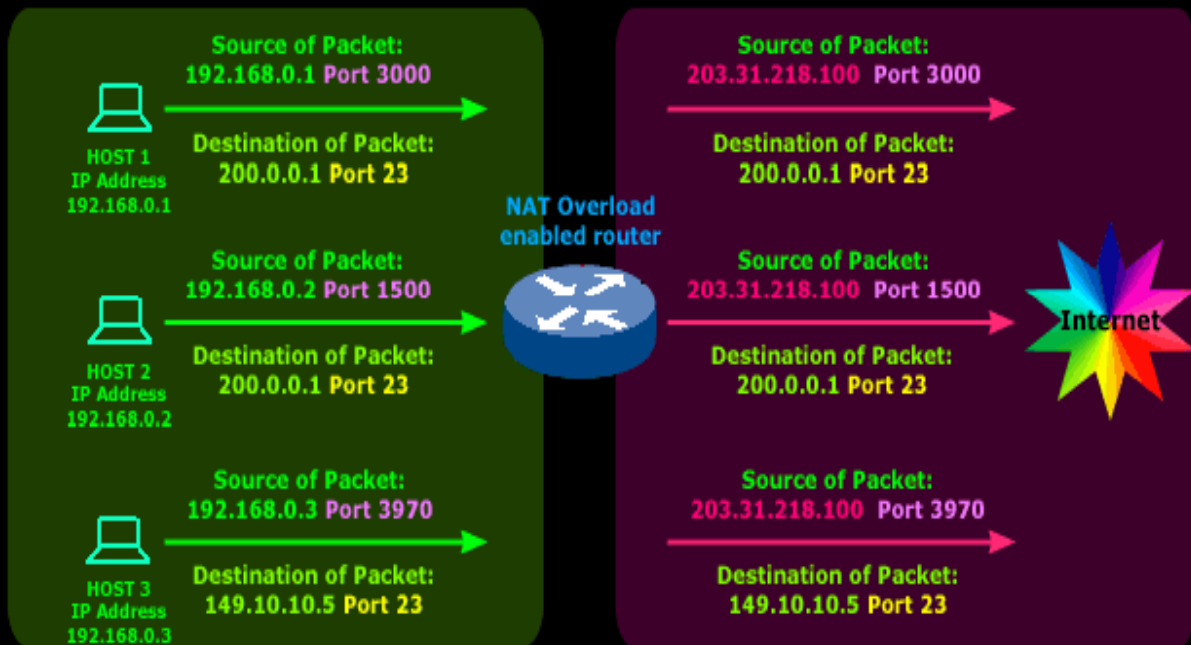 Source of Packet:
192.168.0.1 Port 3000
Destination of Packet:
200.0.0.1 Port 23
HOST 1
IP Address
192.168.0.1
Source of Packet:
203.31.218.100 Port 3000
Destination of Packet:
200.0.0.1 Port 23
NAT Overload
enabled router
Source of Packet:
192.168.0.2 Port 1500
Destination of Packet:
200.0.0.1 Port 23
HOST 2
IP Address
192.168.0.2
Source of Packet:
203.31.218.100 Port 1500
Destination of Packet:
200.0.0.1 Port 23
Internet
Source of Packet:
192.168.0.3 Port 3970
Destination of Packet:
149.10.10.5 Port 23
HOST 3
IP Address
192.168.0.3
Source of Packet:
203.31.218.100 Port 3970
Destination of Packet:
149.10.10.5 Port 23